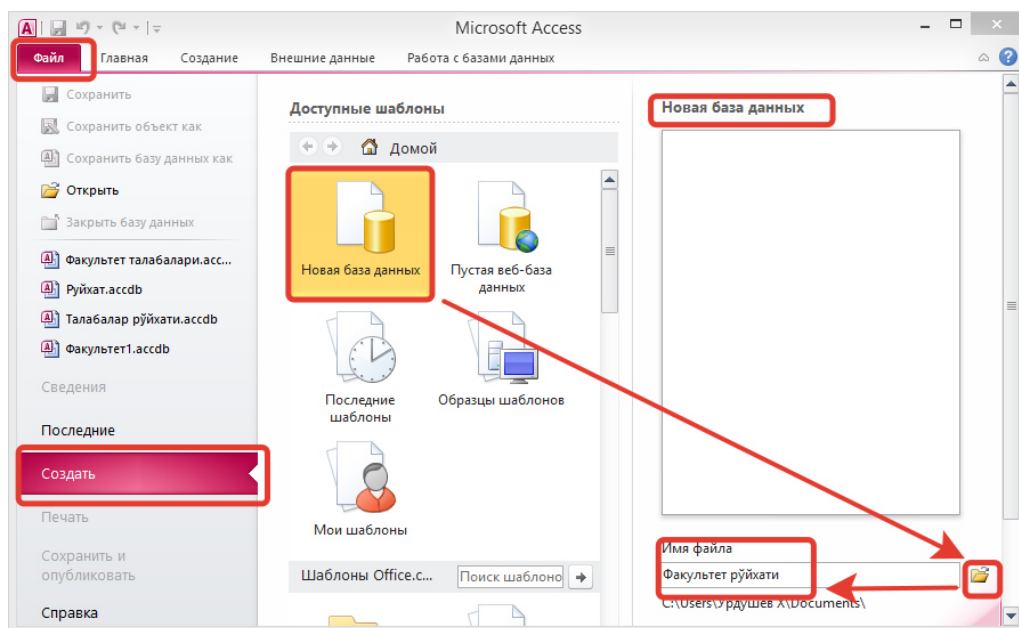 Microsoft Access
Файл Главная Создание Внешние данные Работа с базами данных
Сохранить
Сохранить объект как
Сохранить базу данных как
Открыть
Закрыть базу данных
Факультет талабалари.acc...
Руйхат.accdb
Талабалар рўйхати.accdb
Факультет1.accdb
Сведения
Последние
Создать
Печать
Сохранить и
опубликовать
Справка
Доступные шаблоны
Домой
Новая база данных
Пустая веб-база
данных
Последние
шаблоны
Образцы шаблонов
Мои шаблоны
Шаблоны Office.c... Поиск шаблоно
Новая база данных
Имя файла
Факультет рўйхати
C:\Users\Урдушев Х\Documents\